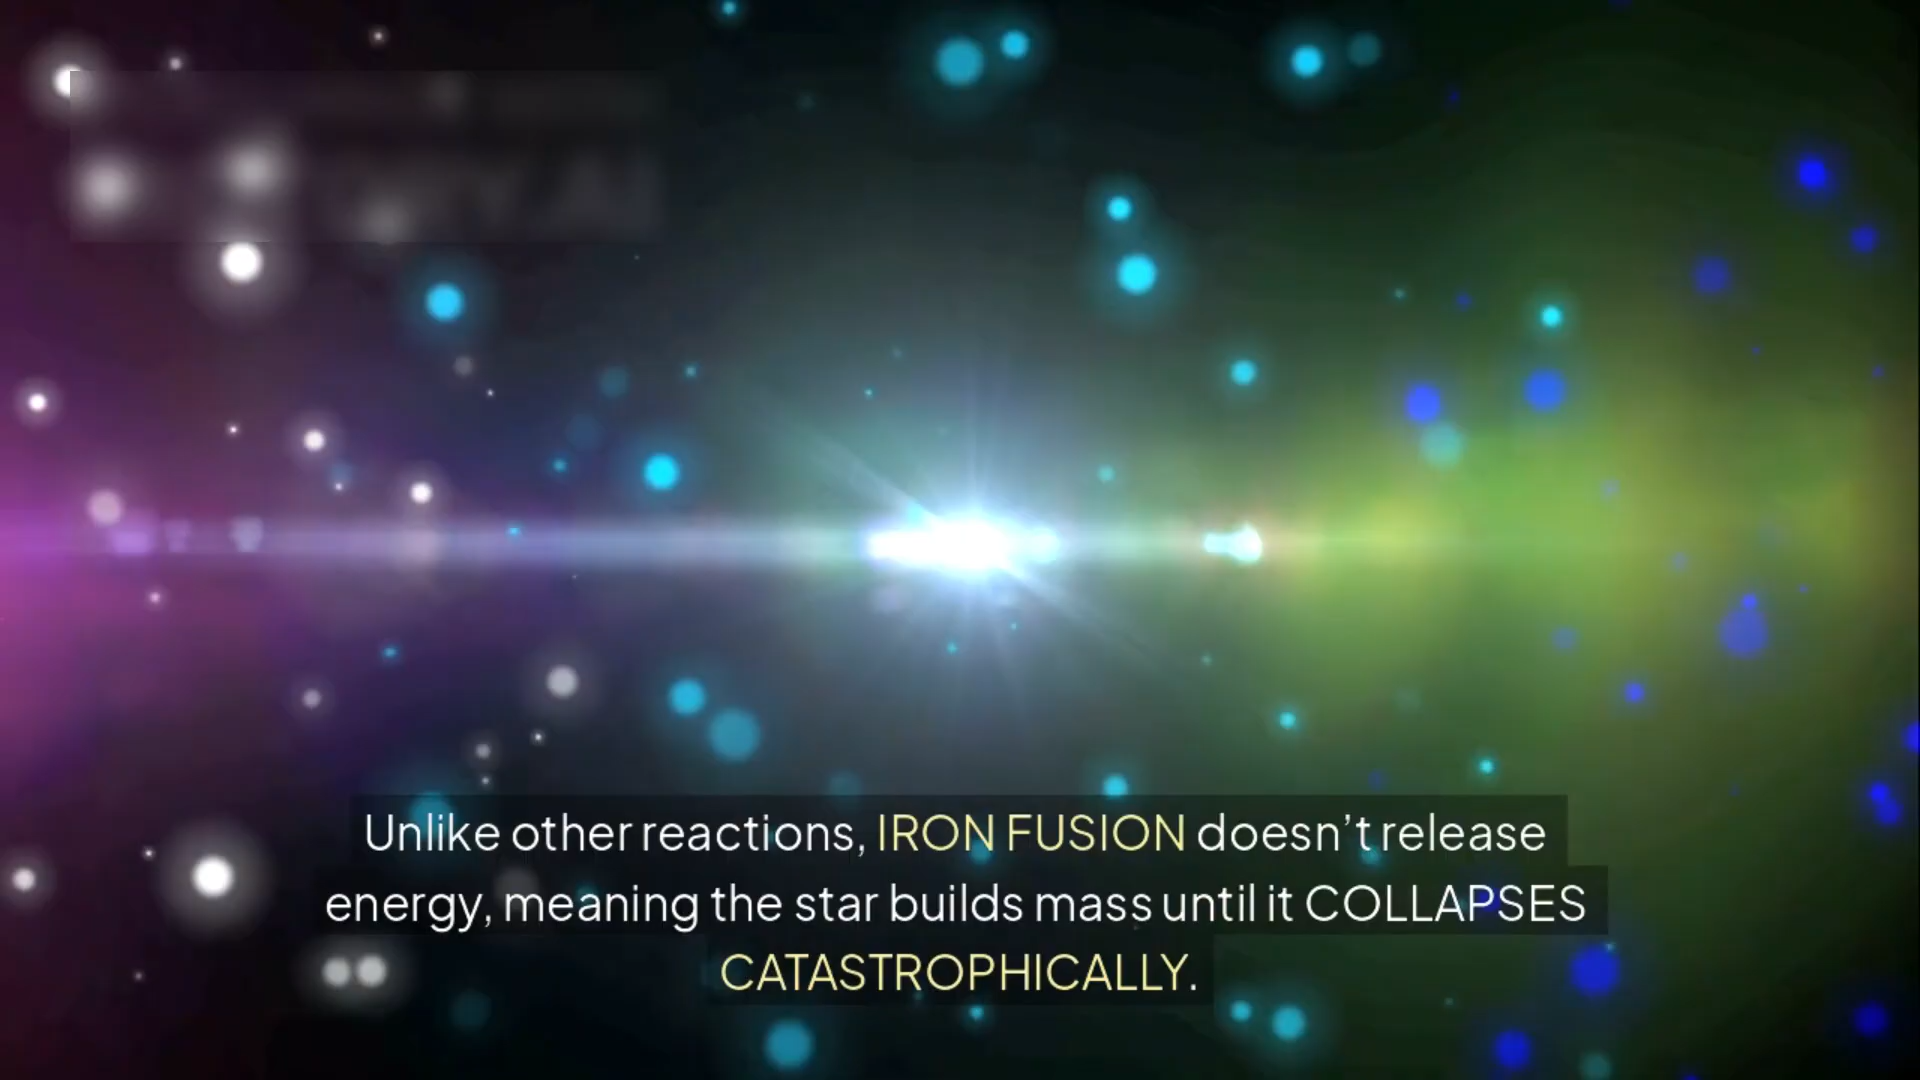 Unlike other reactions, IRON FUSION doesn’t release
energy, meaning the star builds mass until it COLLAPSES
CATASTROPHICALLY.